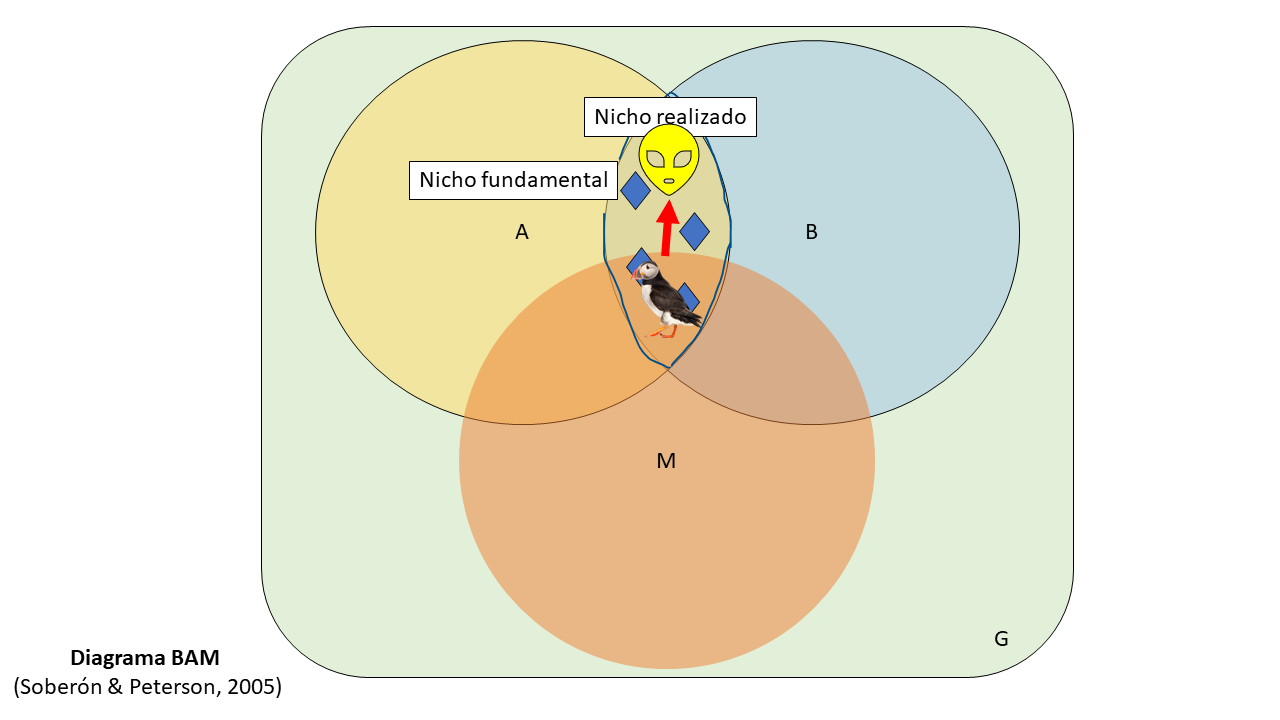 Nicho realizado
Nicho fundamental
A
B
M
G
Diagrama BAM
(Soberón & Peterson, 2005)